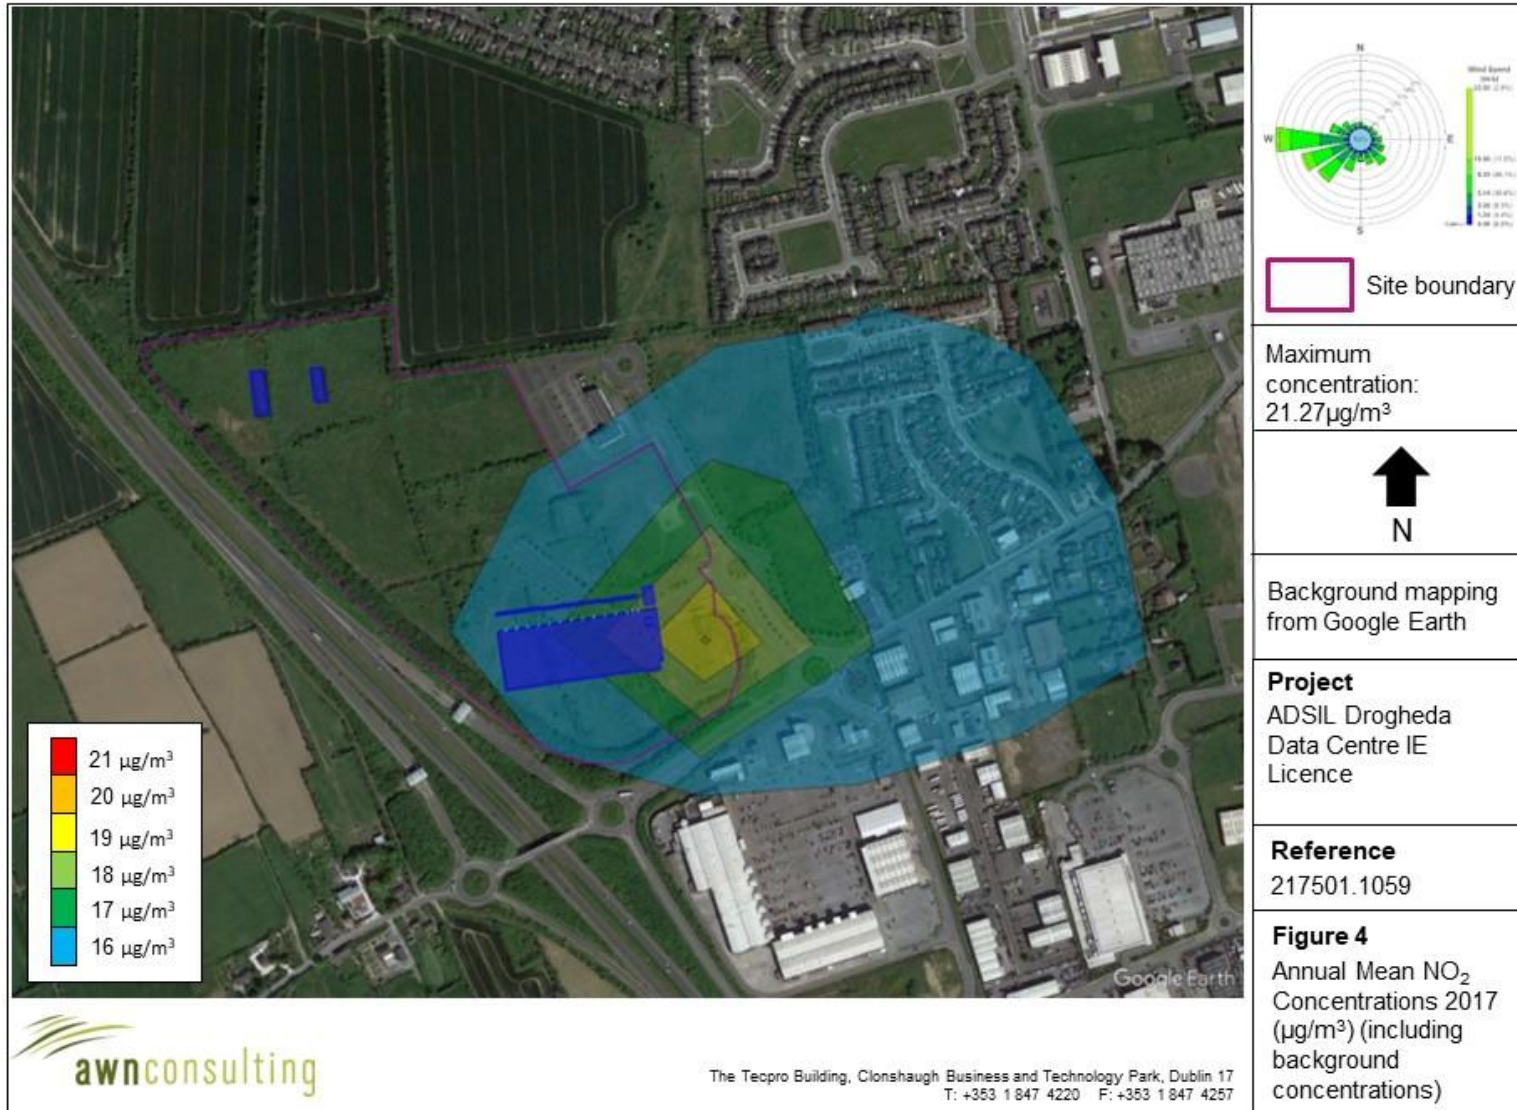 N
W
E
S
Site boundary
Maximum
concentration:
21.27µg/m³
N
Background mapping
from Google Earth
Project
ADSIL Drogheda
Data Centre IE
Licence
Reference
217501.1059
Figure 4
Annual Mean NO₂
Concentrations 2017
(µg/m³) (including
background
concentrations)
21 µg/m³
20 µg/m³
19 µg/m³
18 µg/m³
17 µg/m³
16 µg/m³
Google Earth
awnconsulting
The Tecpro Building, Clonshaugh Business and Technology Park, Dublin 17
T: +353 1 847 4220 F: +353 1 847 4257